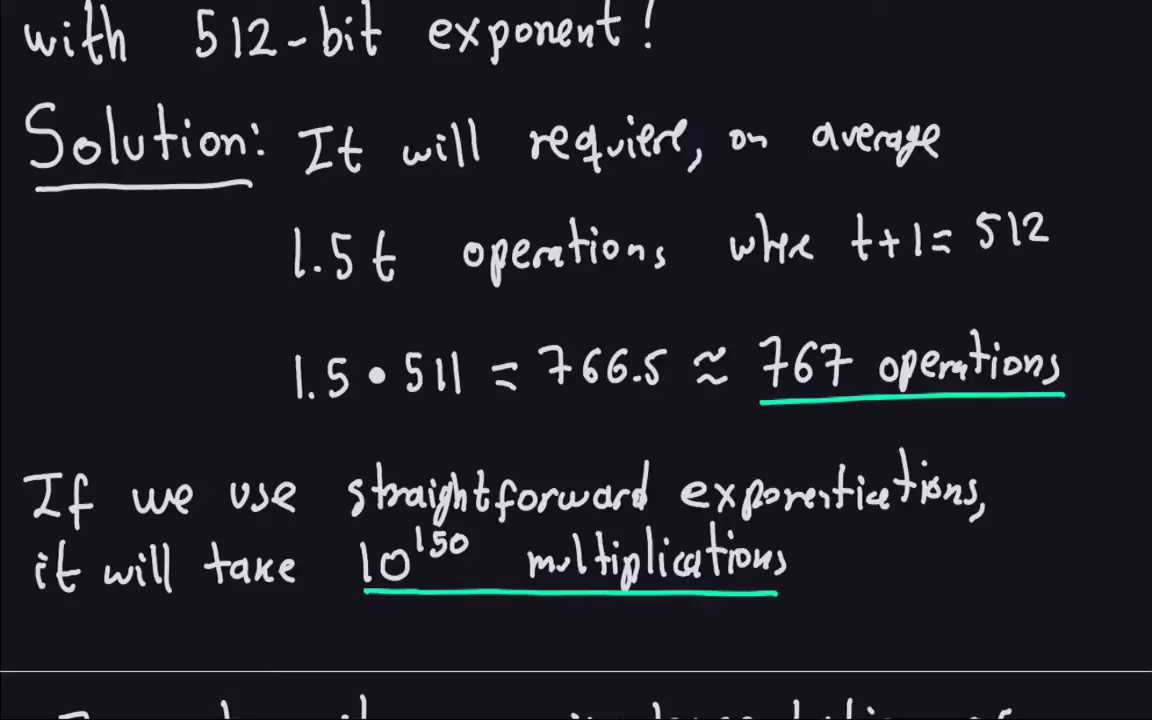 with 512-bit exponent!
Solution: It will requiere, on average
1.5t operations where t+1= 512
1.5 • 511 = 766.5 ≈ 767 operations
If we use straightforward exponentiations,
it will take 10^150 multiplications